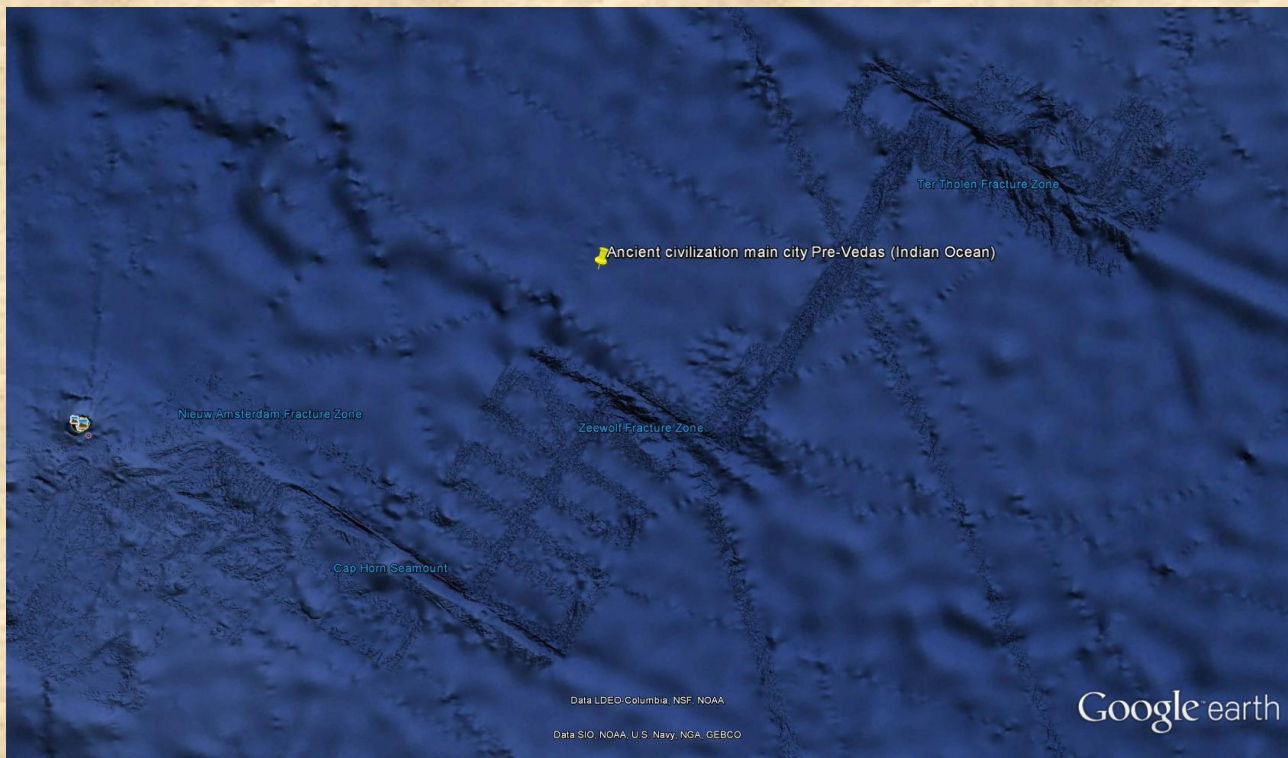 Ter Tholen Fracture Zone
Ancient civilization main city Pre-Vedas (Indian Ocean)
Nieuw Amsterdam Fracture Zone
Zeewolf Fracture Zone
Cap Horn Seamount
Data LDEO-Columbia, NSF, NOAA
Google earth
Data SIO, NOAA, U.S. Navy, NGA, GEBCO